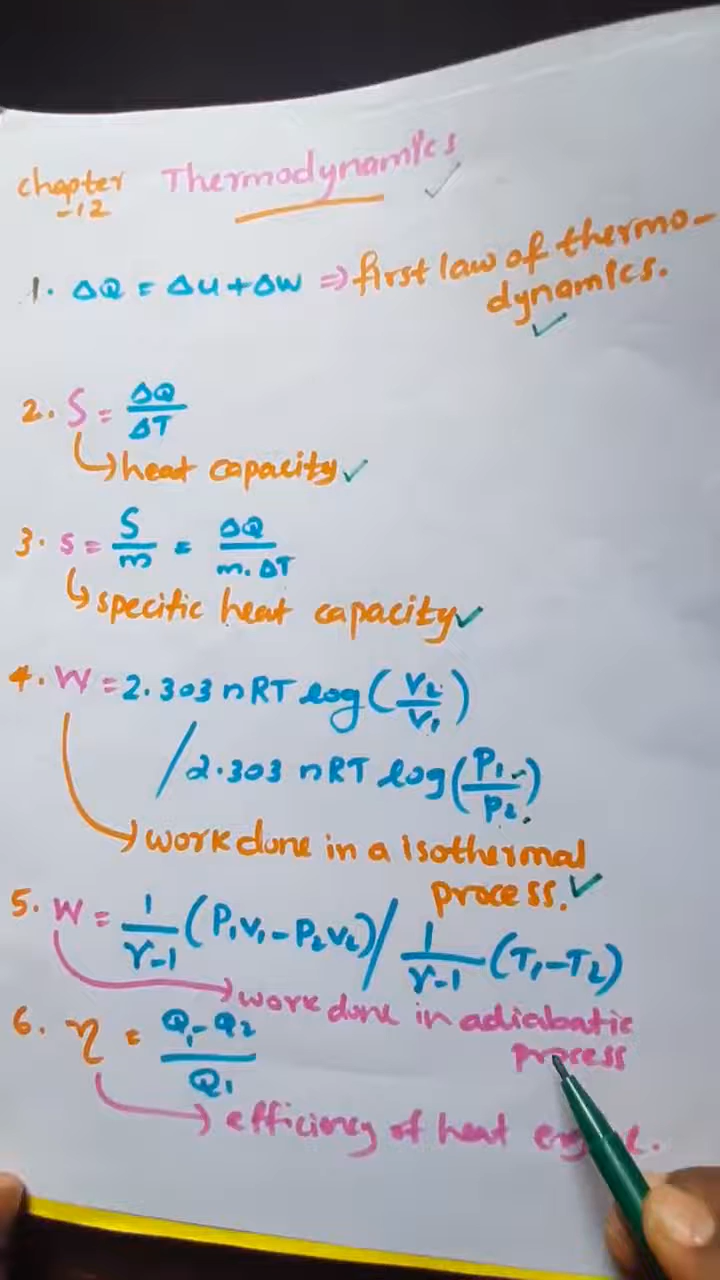 chapter Thermodynamics
-12
1. ΔQ = ΔU + ΔW ⇒ first law of thermo-
dynamics.
2. S = ΔQ/ΔT
heat capacity
3. s = S/m = ΔQ/m.ΔT
specific heat capacity
4. W = 2.303 nRT log(V₂/V₁)
/2.303 nRT log(P₁/P₂)
work done in a isothermal
process.
5. W = 1/γ-1 (P₁V₁ - P₂V₂) / 1/γ-1 (T₁ - T₂)
work done in adiabatic
process
6. η = Q₁ - Q₂/Q₁
efficiency of heat